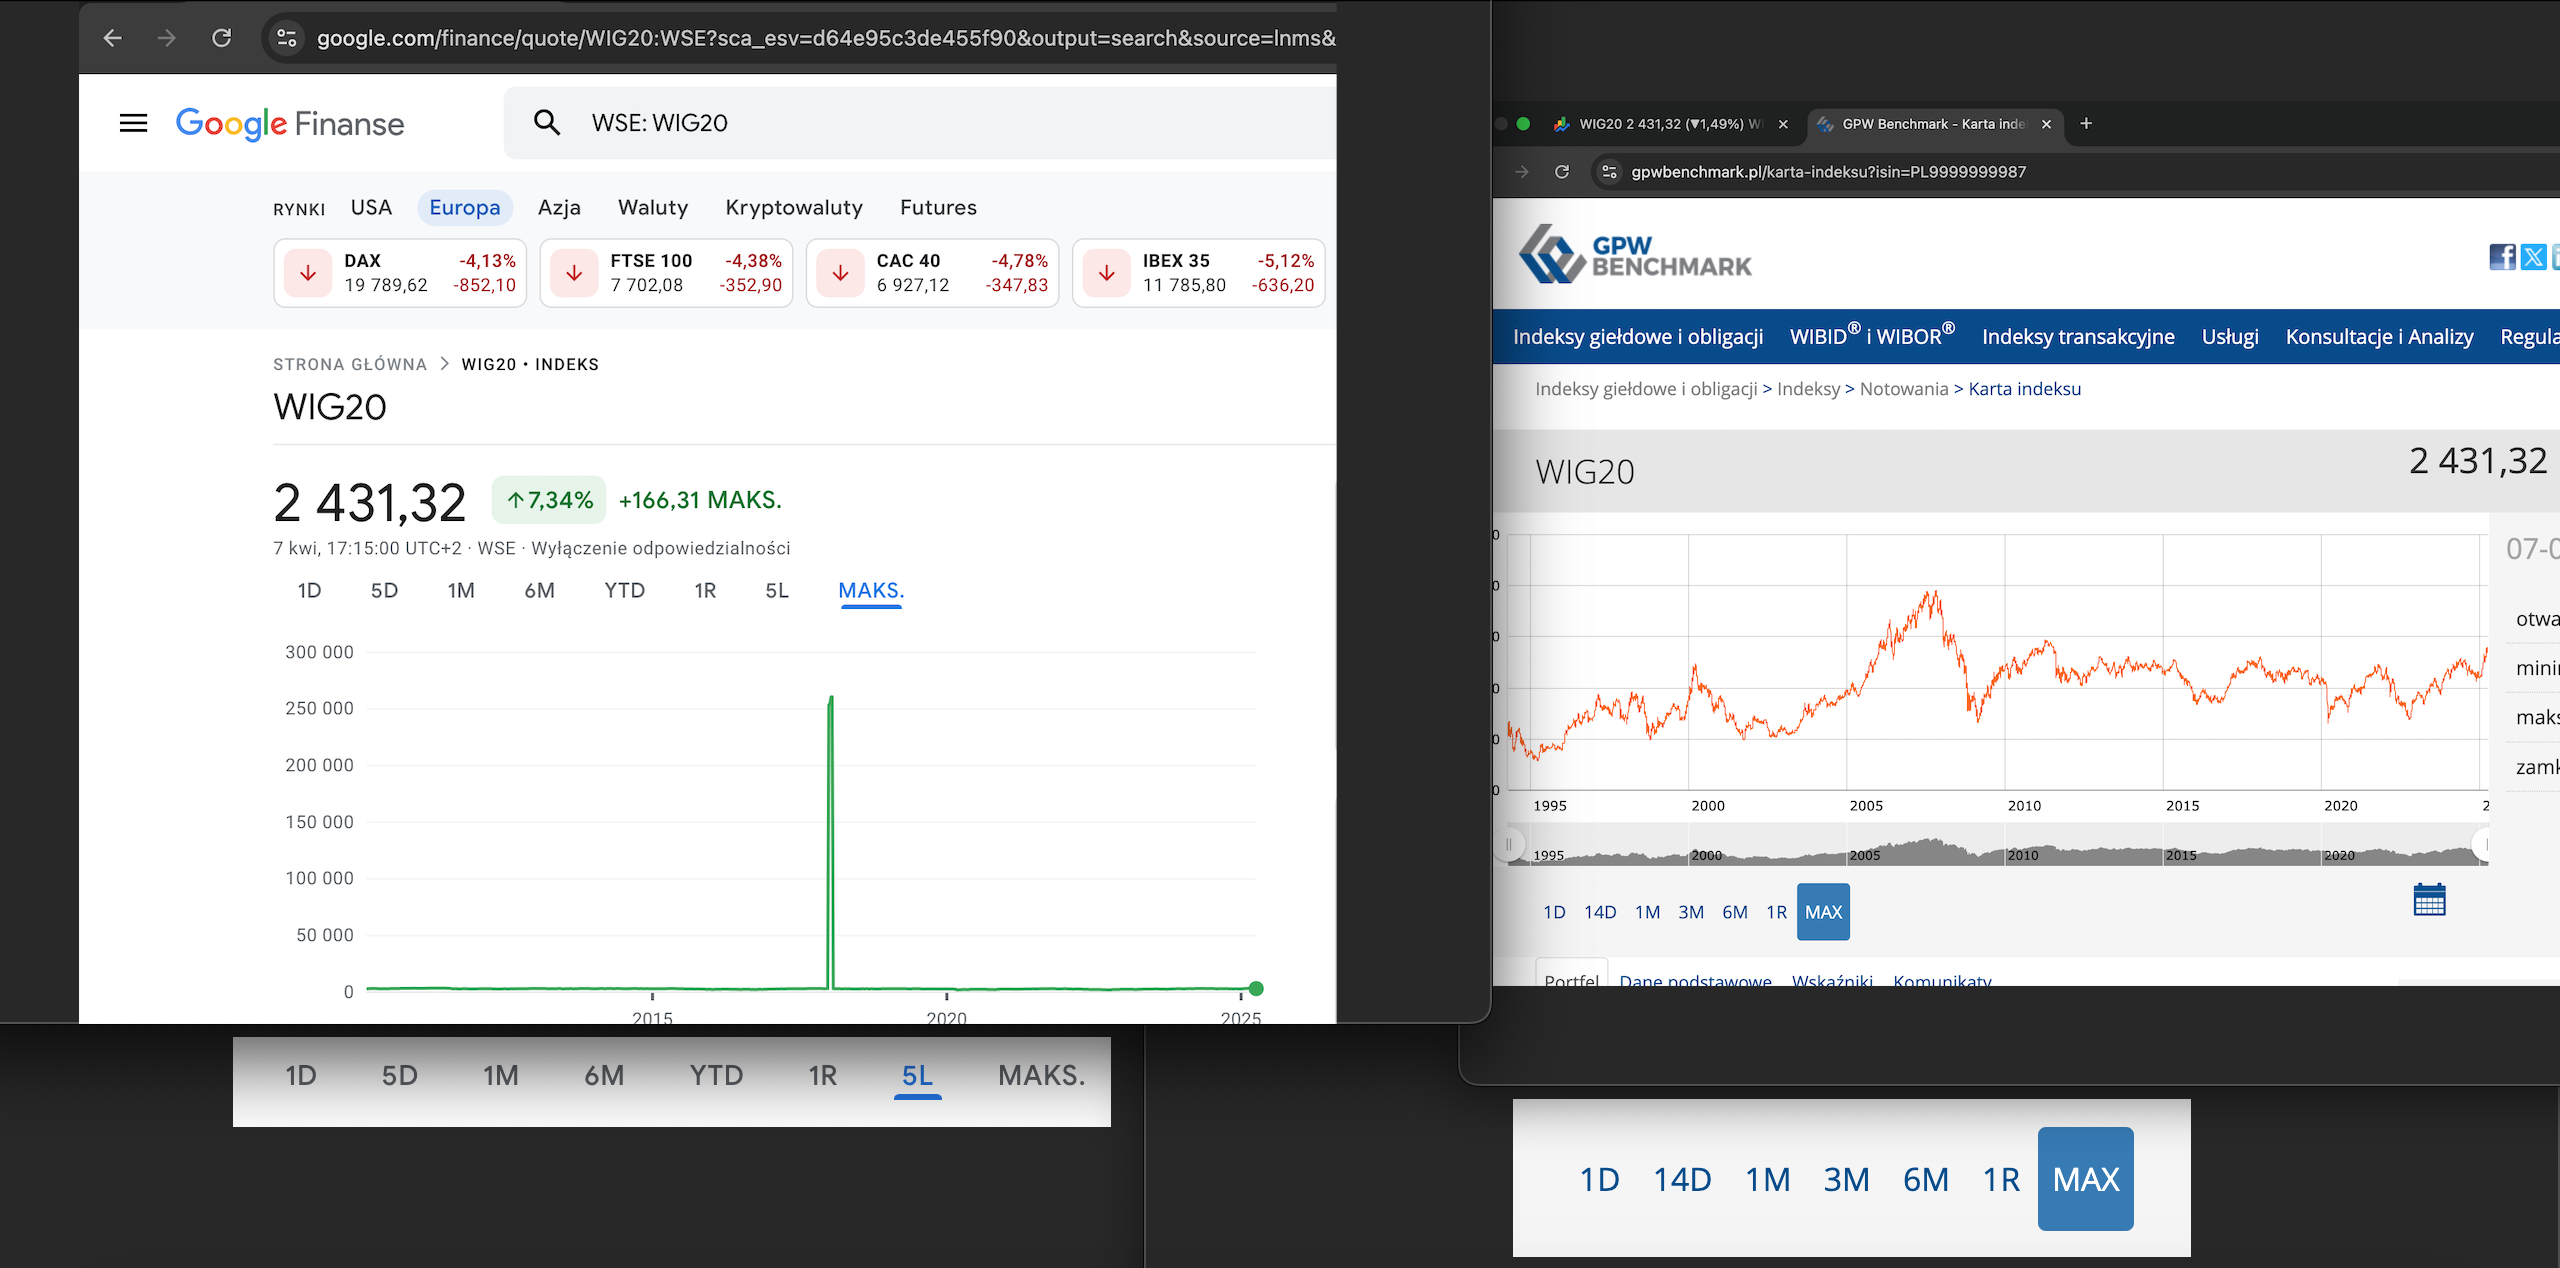 google.com/finance/quote/WIG20:WSE?sca_esv=d64e95c3de455f90&output=search&source=lnms&
Google Finanse
WSE: WIG20
RYNKI USA Europa Azja Waluty Kryptowaluty Futures
DAX -4,13%
19 789,62 -852,10
FTSE 100 -4,38%
7 702,08 -352,90
CAC 40 -4,78%
6 927,12 -347,83
IBEX 35 -5,12%
11 785,80 -636,20
STRONA GŁÓWNA > WIG20 • INDEKS
WIG20
2 431,32 ↑7,34% +166,31 MAKS.
7 kwi, 17:15:00 UTC+2 · WSE · Wyłączenie odpowiedzialności
1D 5D 1M 6M YTD 1R 5L MAKS.
300 000
250 000
200 000
150 000
100 000
50 000
0
2015 2020 2025
1D 5D 1M 6M YTD 1R 5L MAKS.
WIG20 2 431,32 (▼1,49%) W
GPW Benchmark - Karta inde
gpwbenchmark.pl/karta-indeksu?isin=PL9999999987
GPW
BENCHMARK
Indeksy giełdowe i obligacji WIBID® i WIBOR® Indeksy transakcyjne Usługi Konsultacje i Analizy Regula
Indeksy giełdowe i obligacji > Indeksy > Notowania > Karta indeksu
WIG20 2 431,32
07-0
otwa
mini
maks
zamk
0
0
0
0
0
0
1995 2000 2005 2010 2015 2020 2
1995 2000 2005 2010 2015 2020
1D 14D 1M 3M 6M 1R MAX
Portfel Dane podstawowe Wskaźniki Komunikaty
1D 14D 1M 3M 6M 1R MAX